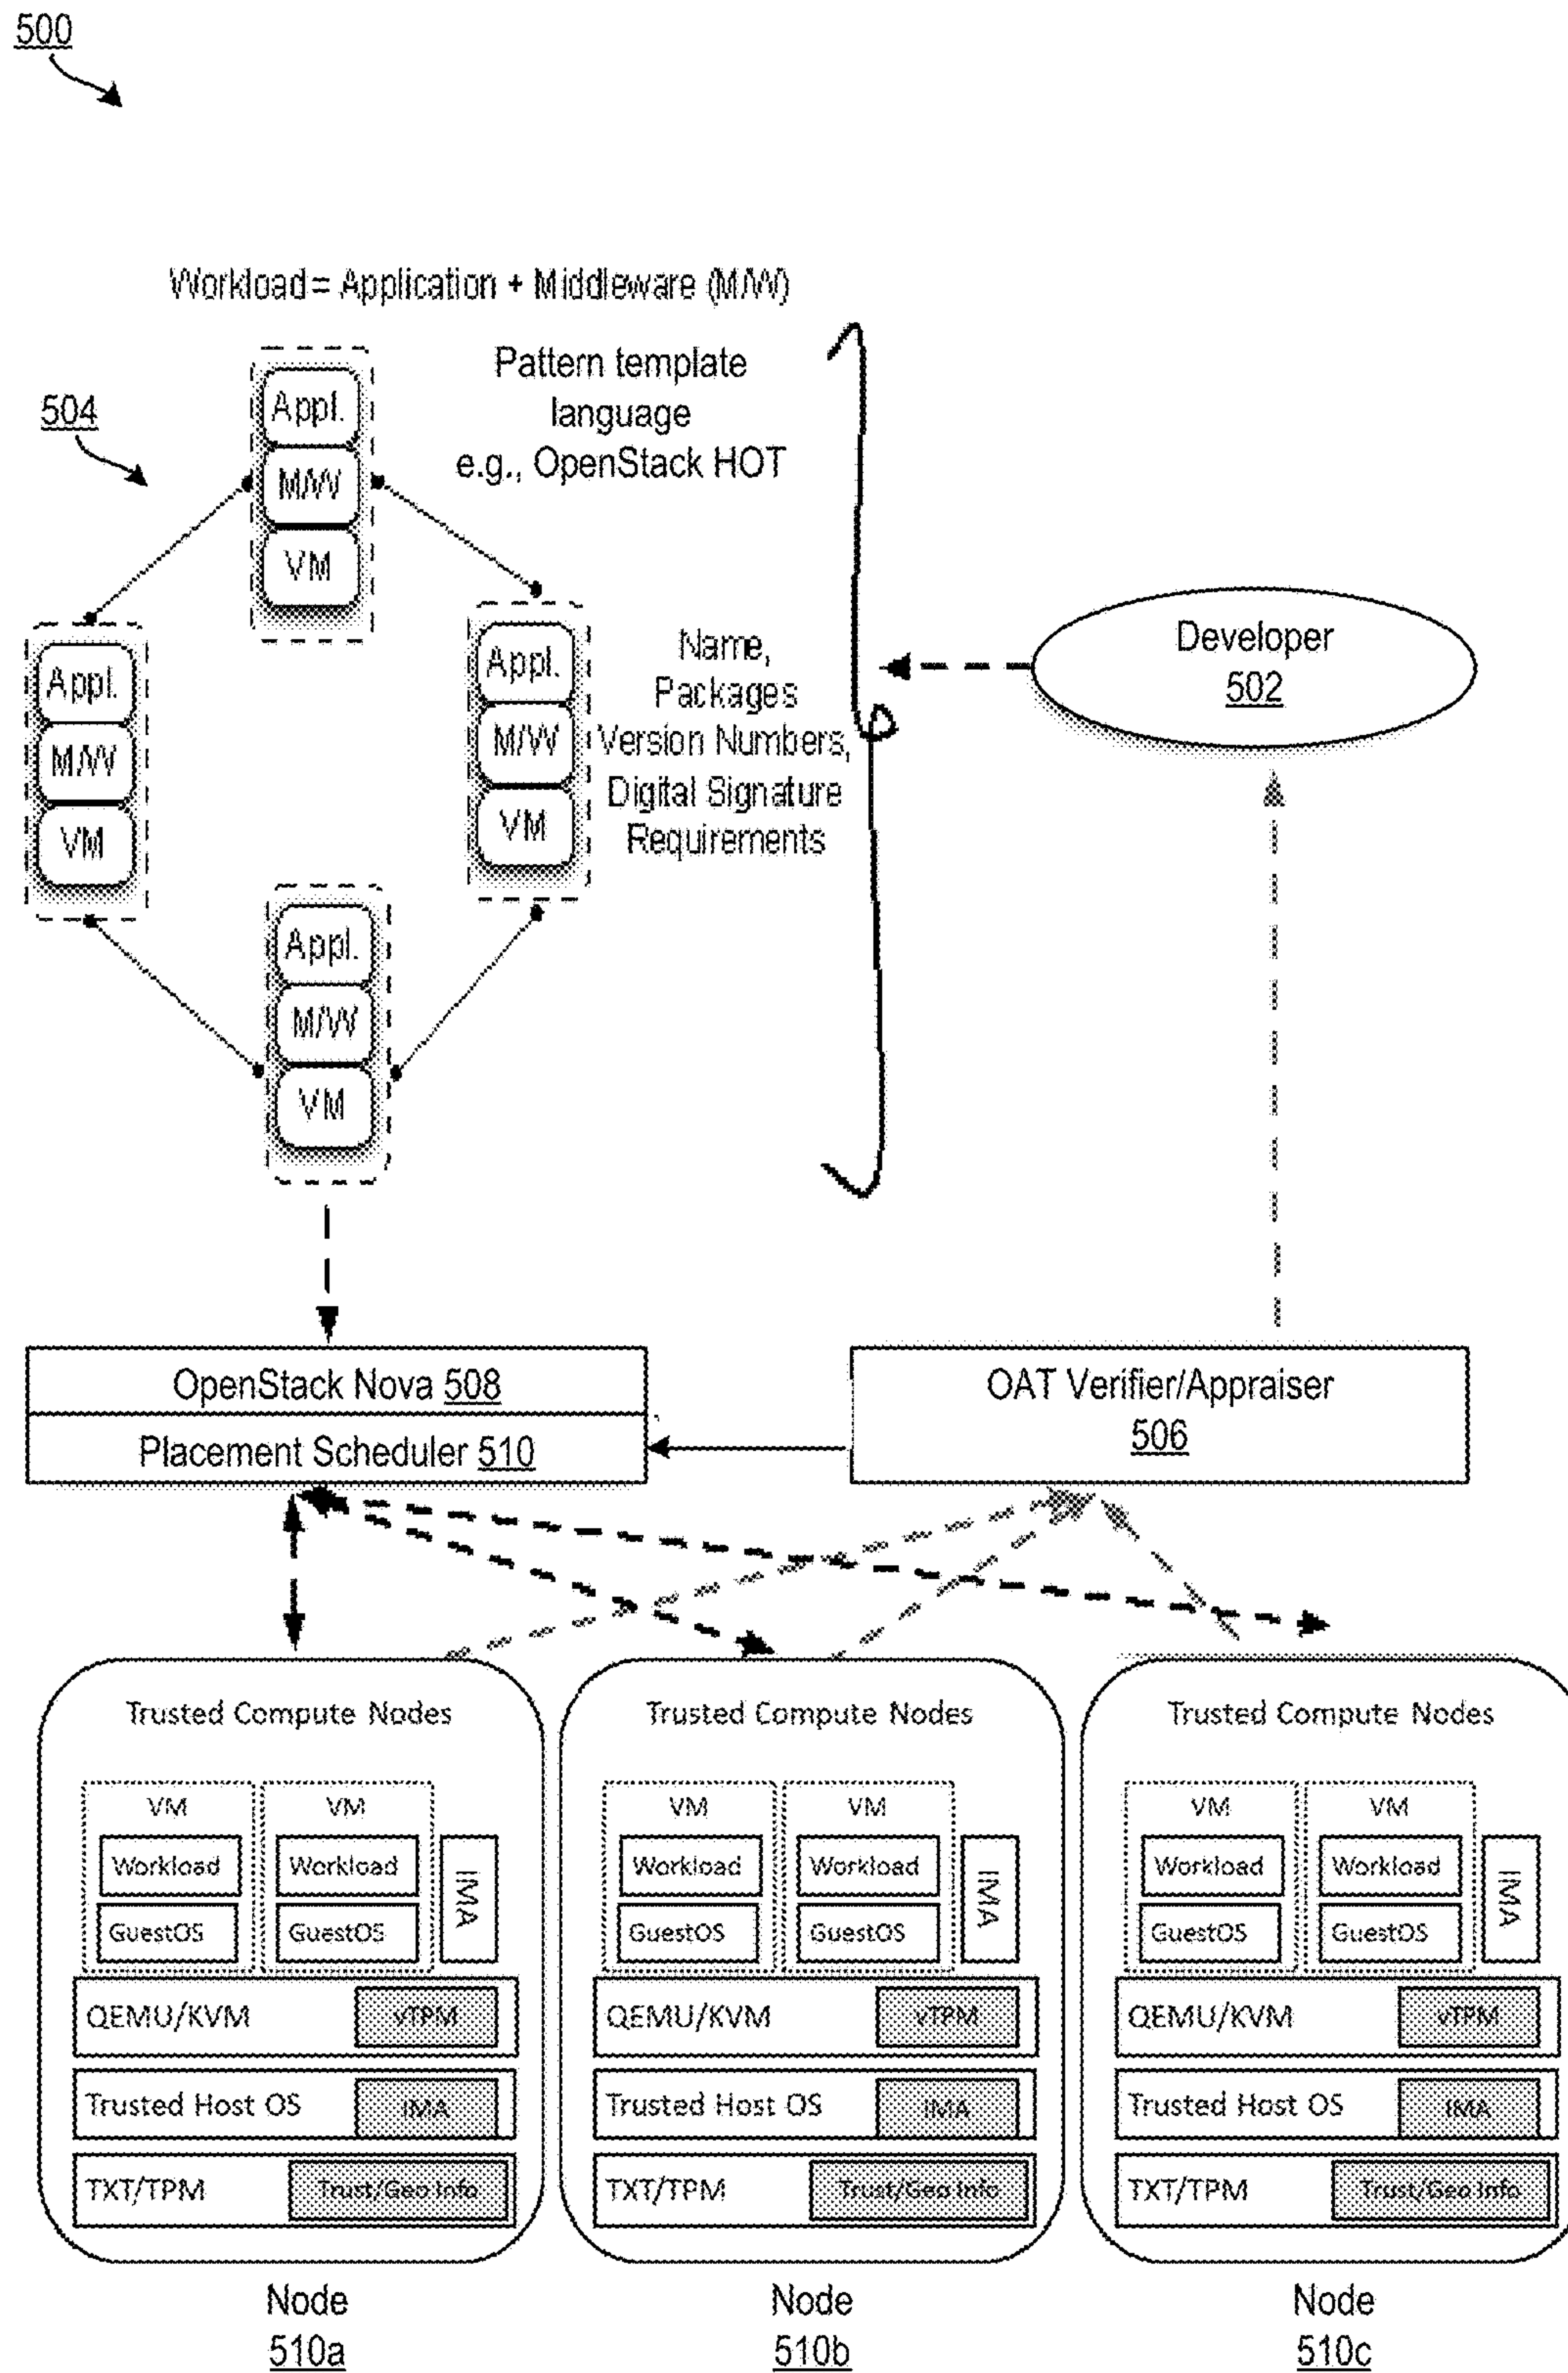 500
Workload = Application + Middleware (M/W)
504
Appl.
M/W
VM
Pattern template
language
e.g., OpenStack HOT
Appl.
M/W
VM
Appl.
M/W
VM
Name,
Packages
Version Numbers,
Digital Signature
Requirements
Developer
502
Appl.
M/W
VM
OpenStack Nova 508
Placement Scheduler 510
OAT Verifier/Appraiser
506
Trusted Compute Nodes
VM
Workload
GuestOS
VM
Workload
GuestOS
IMA
QEMU/KVM
vTPM
Trusted Host OS
IMA
TXT/TPM
Trust/Geo Info
Node
510a
Trusted Compute Nodes
VM
Workload
GuestOS
VM
Workload
GuestOS
IMA
QEMU/KVM
vTPM
Trusted Host OS
IMA
TXT/TPM
Trust/Geo Info
Node
510b
Trusted Compute Nodes
VM
Workload
GuestOS
VM
Workload
GuestOS
IMA
QEMU/KVM
vTPM
Trusted Host OS
IMA
TXT/TPM
Trust/Geo Info
Node
510c